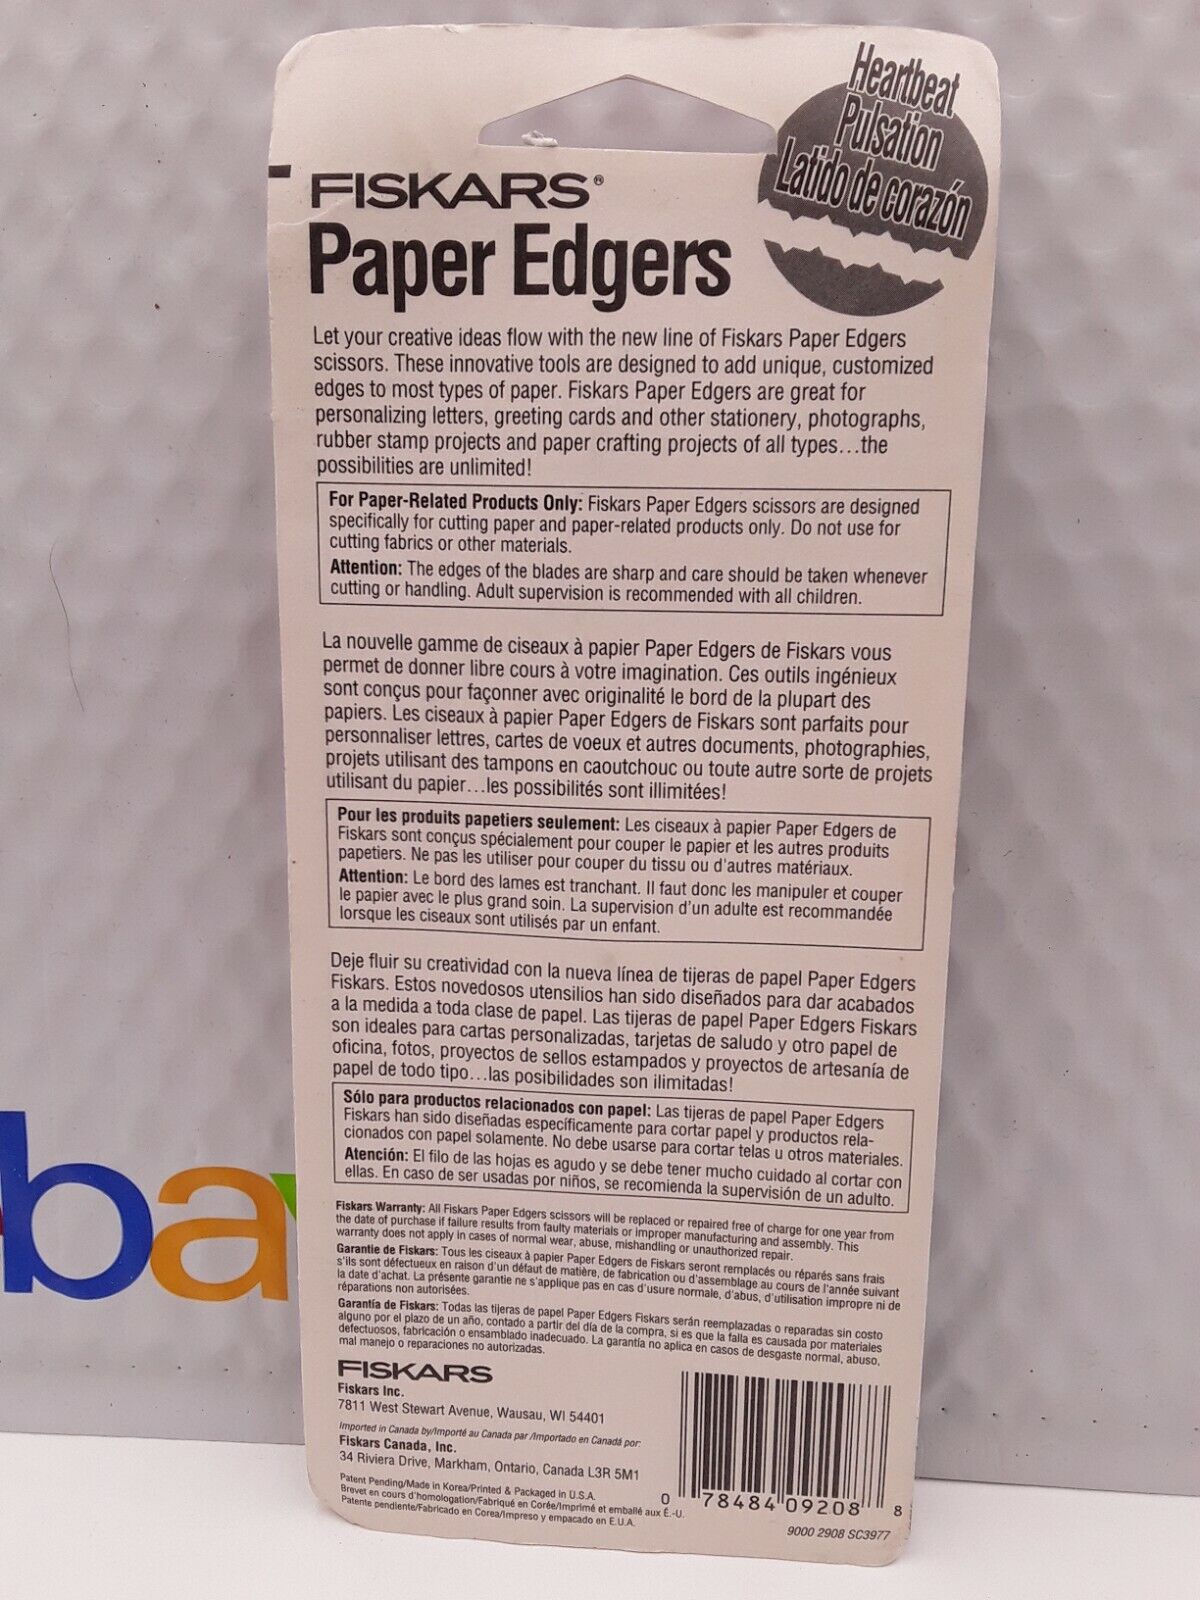 Heartbeat
Pulsation
Latido de corazón
FISKARS®
Paper Edgers
Let your creative ideas flow with the new line of Fiskars Paper Edgers
scissors. These innovative tools are designed to add unique, customized
edges to most types of paper. Fiskars Paper Edgers are great for
personalizing letters, greeting cards and other stationery, photographs,
rubber stamp projects and paper crafting projects of all types...the
possibilities are unlimited!
For Paper-Related Products Only: Fiskars Paper Edgers scissors are designed
specifically for cutting paper and paper-related products only. Do not use for
cutting fabrics or other materials.
Attention: The edges of the blades are sharp and care should be taken whenever
cutting or handling. Adult supervision is recommended with all children.
La nouvelle gamme de ciseaux à papier Paper Edgers de Fiskars vous
permet de donner libre cours à votre imagination. Ces outils ingénieux
sont conçus pour façonner avec originalité le bord de la plupart des
papiers. Les ciseaux à papier Paper Edgers de Fiskars sont parfaits pour
personnaliser lettres, cartes de voeux et autres documents, photographies,
projets utilisant des tampons en caoutchouc ou toute autre sorte de projets
utilisant du papier...les possibilités sont illimitées!
Pour les produits papetiers seulement: Les ciseaux à papier Paper Edgers de
Fiskars sont conçus spécialement pour couper le papier et les autres produits
papetiers. Ne pas les utiliser pour couper du tissu ou d'autres matériaux.
Attention: Le bord des lames est tranchant. Il faut donc les manipuler et couper
le papier avec le plus grand soin. La supervision d'un adulte est recommandée
lorsque les ciseaux sont utilisés par un enfant.
Deje fluir su creatividad con la nueva línea de tijeras de papel Paper Edgers
Fiskars. Estos novedosos utensilios han sido diseñados para dar acabados
a la medida a toda clase de papel. Las tijeras de papel Paper Edgers Fiskars
son ideales para cartas personalizadas, tarjetas de saludo y otro papel de
oficina, fotos, proyectos de sellos estampados y proyectos de artesanía de
papel de todo tipo...las posibilidades son ilimitadas!
Sólo para productos relacionados con papel: Las tijeras de papel Paper Edgers
Fiskars han sido diseñadas específicamente para cortar papel y productos rela-
cionados con papel solamente. No debe usarse para cortar telas u otros materiales.
Atención: El filo de las hojas es agudo y se debe tener mucho cuidado al cortar con
ellas. En caso de ser usadas por niños, se recomienda la supervisión de un adulto.
Fiskars Warranty: All Fiskars Paper Edgers scissors will be replaced or repaired free of charge for one year from
the date of purchase if failure results from faulty materials or improper manufacturing and assembly. This
warranty does not apply in cases of normal wear, abuse, mishandling or unauthorized repair.
Garantie de Fiskars: Tous les ciseaux à papier Paper Edgers de Fiskars seront remplacés ou réparés sans frais
s'ils sont défectueux en raison d'un défaut de matière, de fabrication ou d'assemblage au cours de l'année suivant
la date d'achat. La présente garantie ne s'applique pas en cas d'usure normale, d'abus, d'utilisation impropre ni de
réparations non autorisées.
Garantía de Fiskars: Todas las tijeras de papel Paper Edgers Fiskars serán reemplazadas o reparadas sin costo
alguno por el plazo de un año, contado a partir del día de la compra, si es que la falla es causada por materiales
defectuosos, fabricación o ensamblado inadecuado. La garantía no aplica en casos de desgaste normal, abuso,
mal manejo o reparaciones no autorizadas.
FISKARS
Fiskars Inc.
7811 West Stewart Avenue, Wausau, WI 54401
Imported in Canada by/Importé au Canada par/Importado en Canadá por:
Fiskars Canada, Inc.
34 Riviera Drive, Markham, Ontario, Canada L3R 5M1
Patent Pending/Made in Korea/Printed & Packaged in U.S.A.
Brevet en cours d'homologation/Fabriqué en Corée/Imprimé et emballé aux É.-U.
Patente pendiente/Fabricado en Corea/Impreso y empacado en E.U.A.
0 78484 09208 8
9000 2908 SC3977
ba